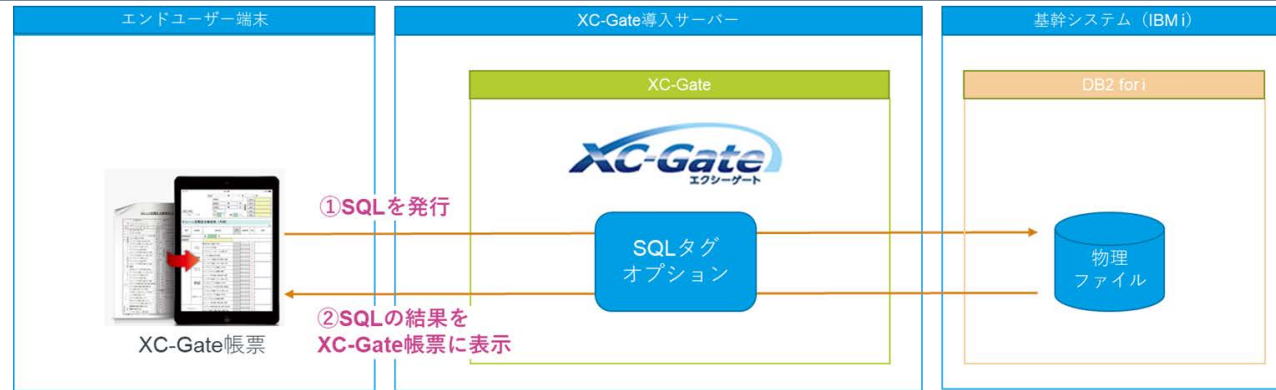 エンドユーザー端末
XC-Gate導入サーバー
基幹システム（IBM i）
XC-Gate
DB2 for i
XC-Gate
エクシーゲート
①SQLを発行
SQLタグ
オプション
物理
ファイル
②SQLの結果を
XC-Gate帳票に表示
XC-Gate帳票